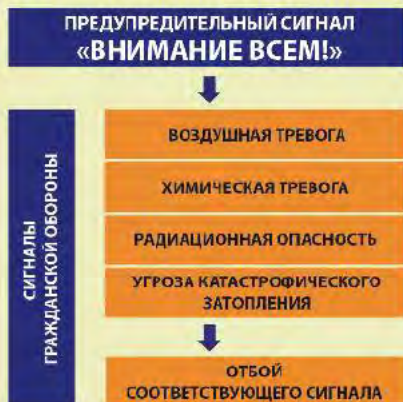 ПРЕДУПРЕДИТЕЛЬНЫЙ СИГНАЛ
«ВНИМАНИЕ ВСЕМ!»
СИГНАЛЫ
ГРАЖДАНСКОЙ ОБОРОНЫ
ВОЗДУШНАЯ ТРЕВОГА
ХИМИЧЕСКАЯ ТРЕВОГА
РАДИАЦИОННАЯ ОПАСНОСТЬ
УГРОЗА КАТАСТРОФИЧЕСКОГО
ЗАТОПЛЕНИЯ
ОТБОЙ
СООТВЕТСТВУЮЩЕГО СИГНАЛА